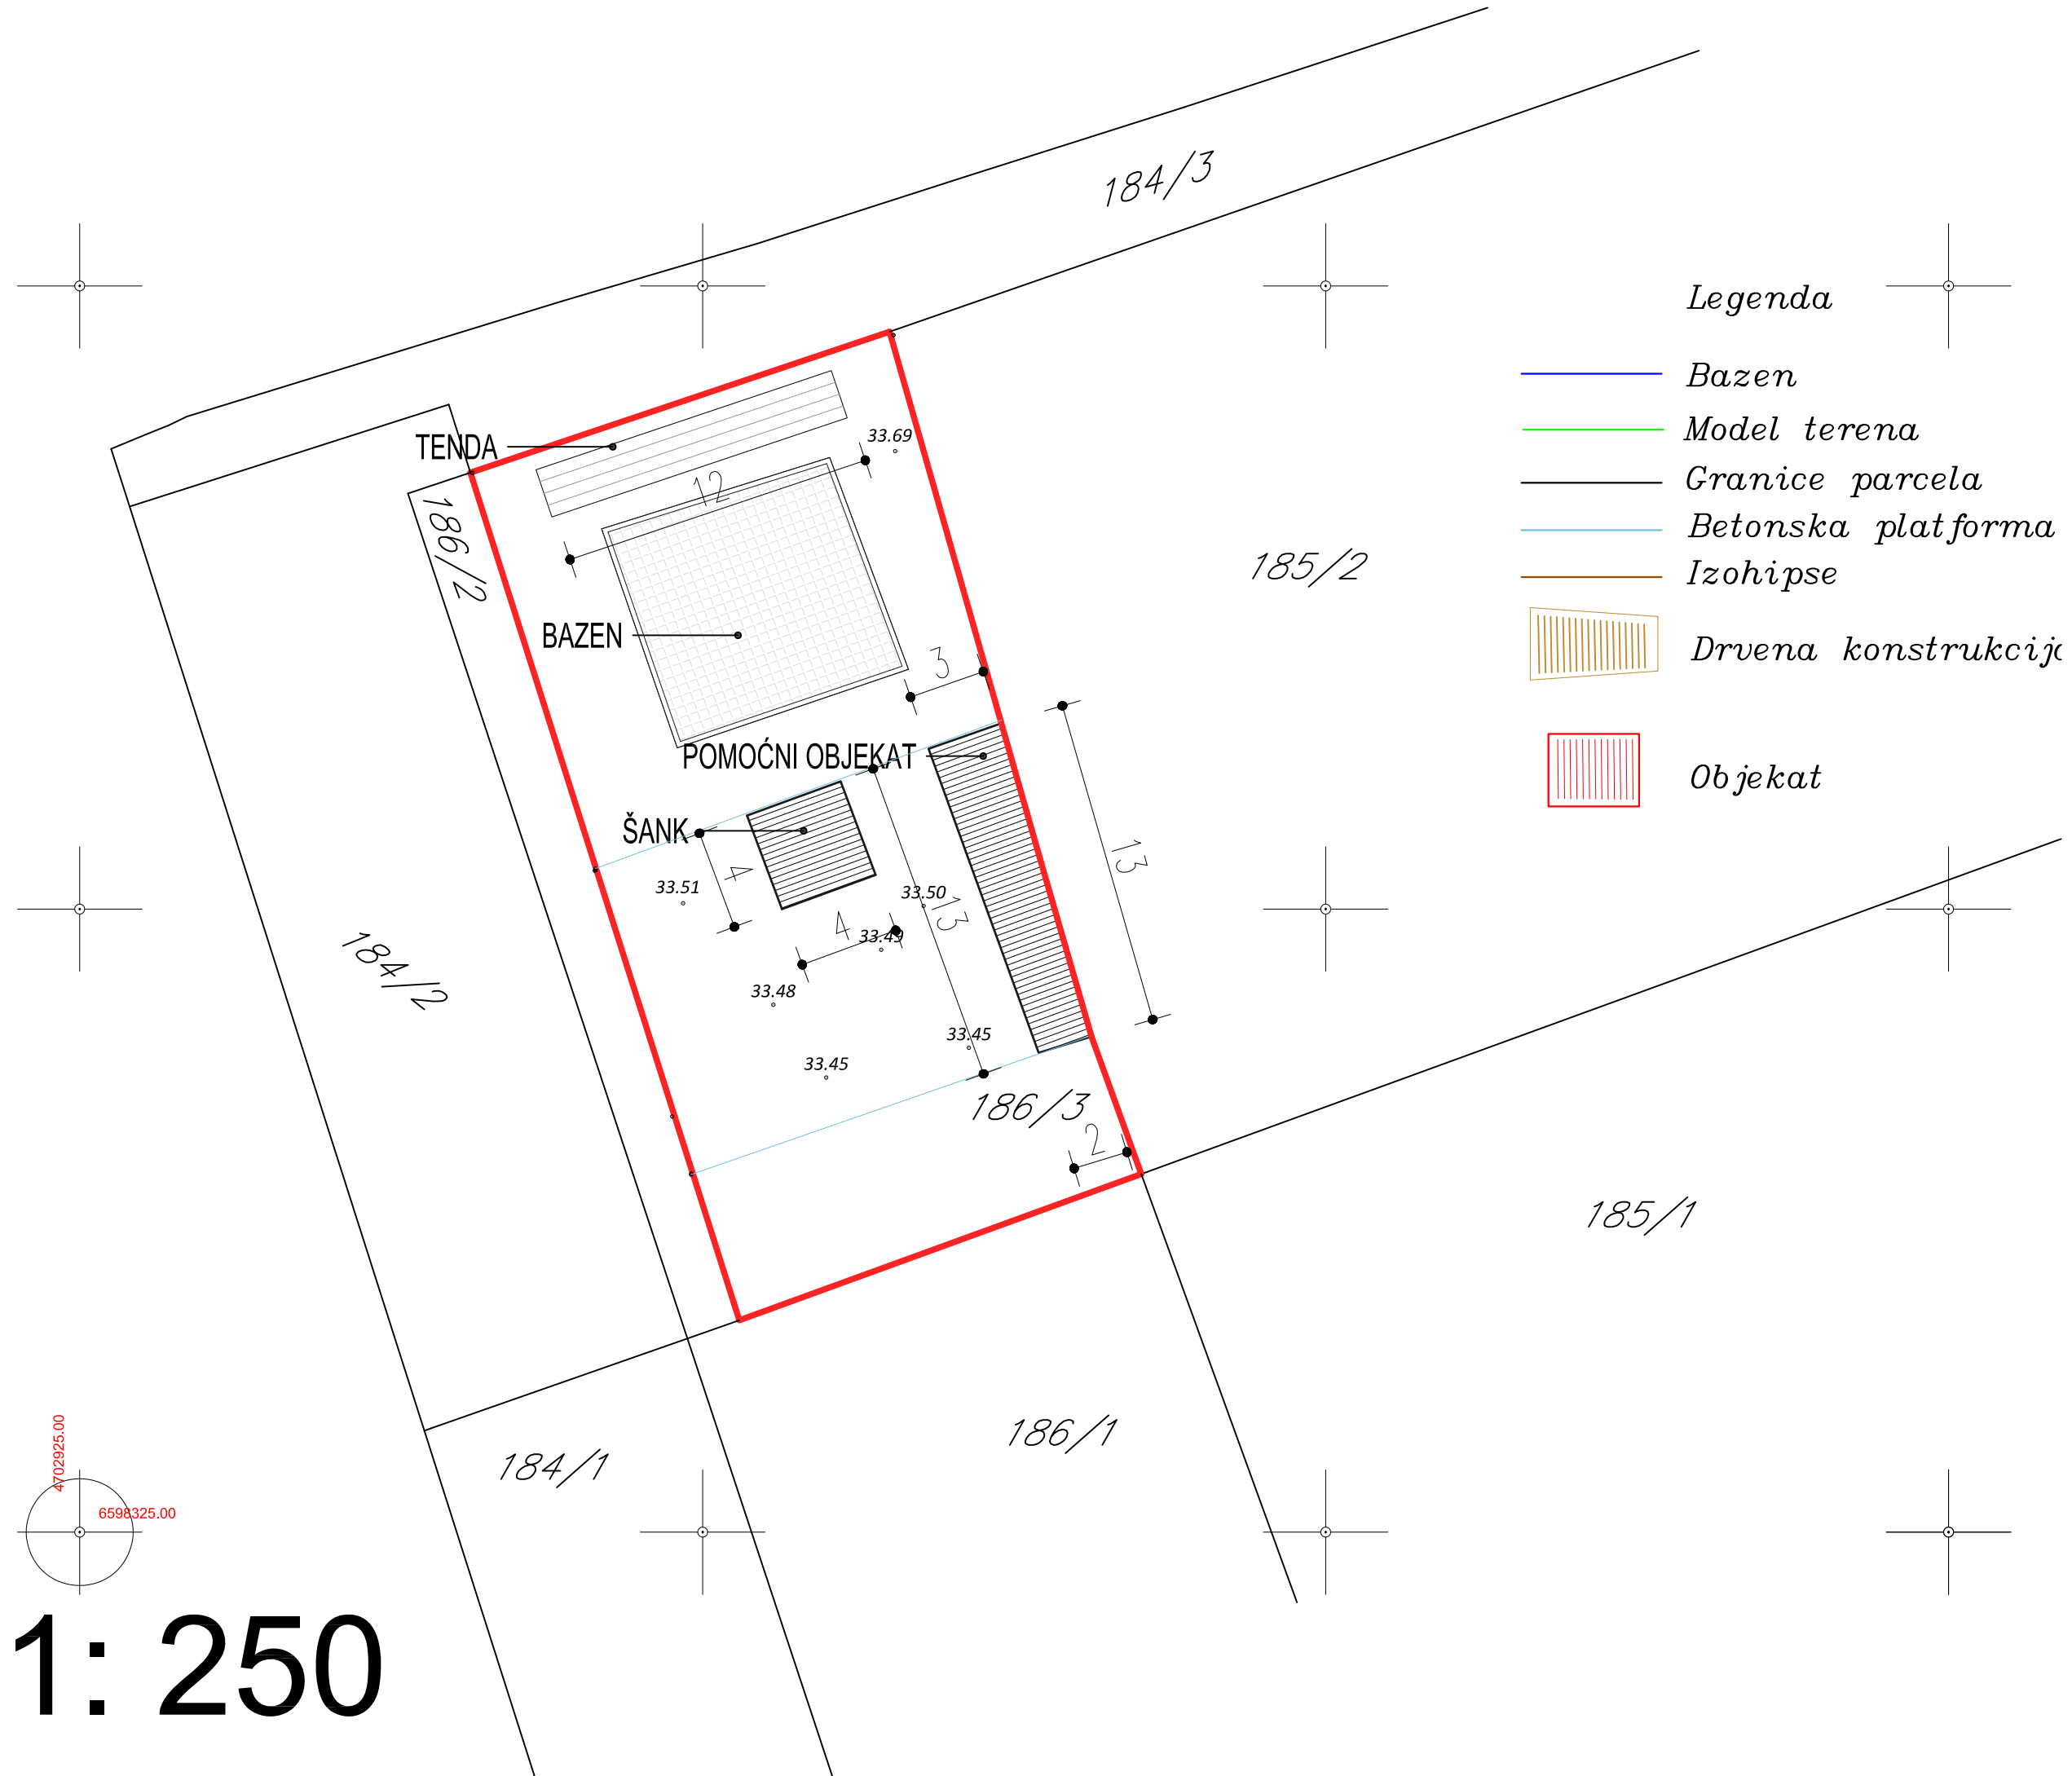 184/3
Legenda
Bazen
Model terena
Granice parcela
Betonska platforma
Izohipse
Drvena konstrukcija
Objekat
TENDA
33.69
12
186/2
185/2
BAZEN
3
POMOĆNI OBJEKAT
ŠANK
13
4
33.51
33.50
13
4
33.49
184/2
33.48
33.45
33.45
186/3
2
185/1
186/1
184/1
4702925.00
6598325.00
1: 250